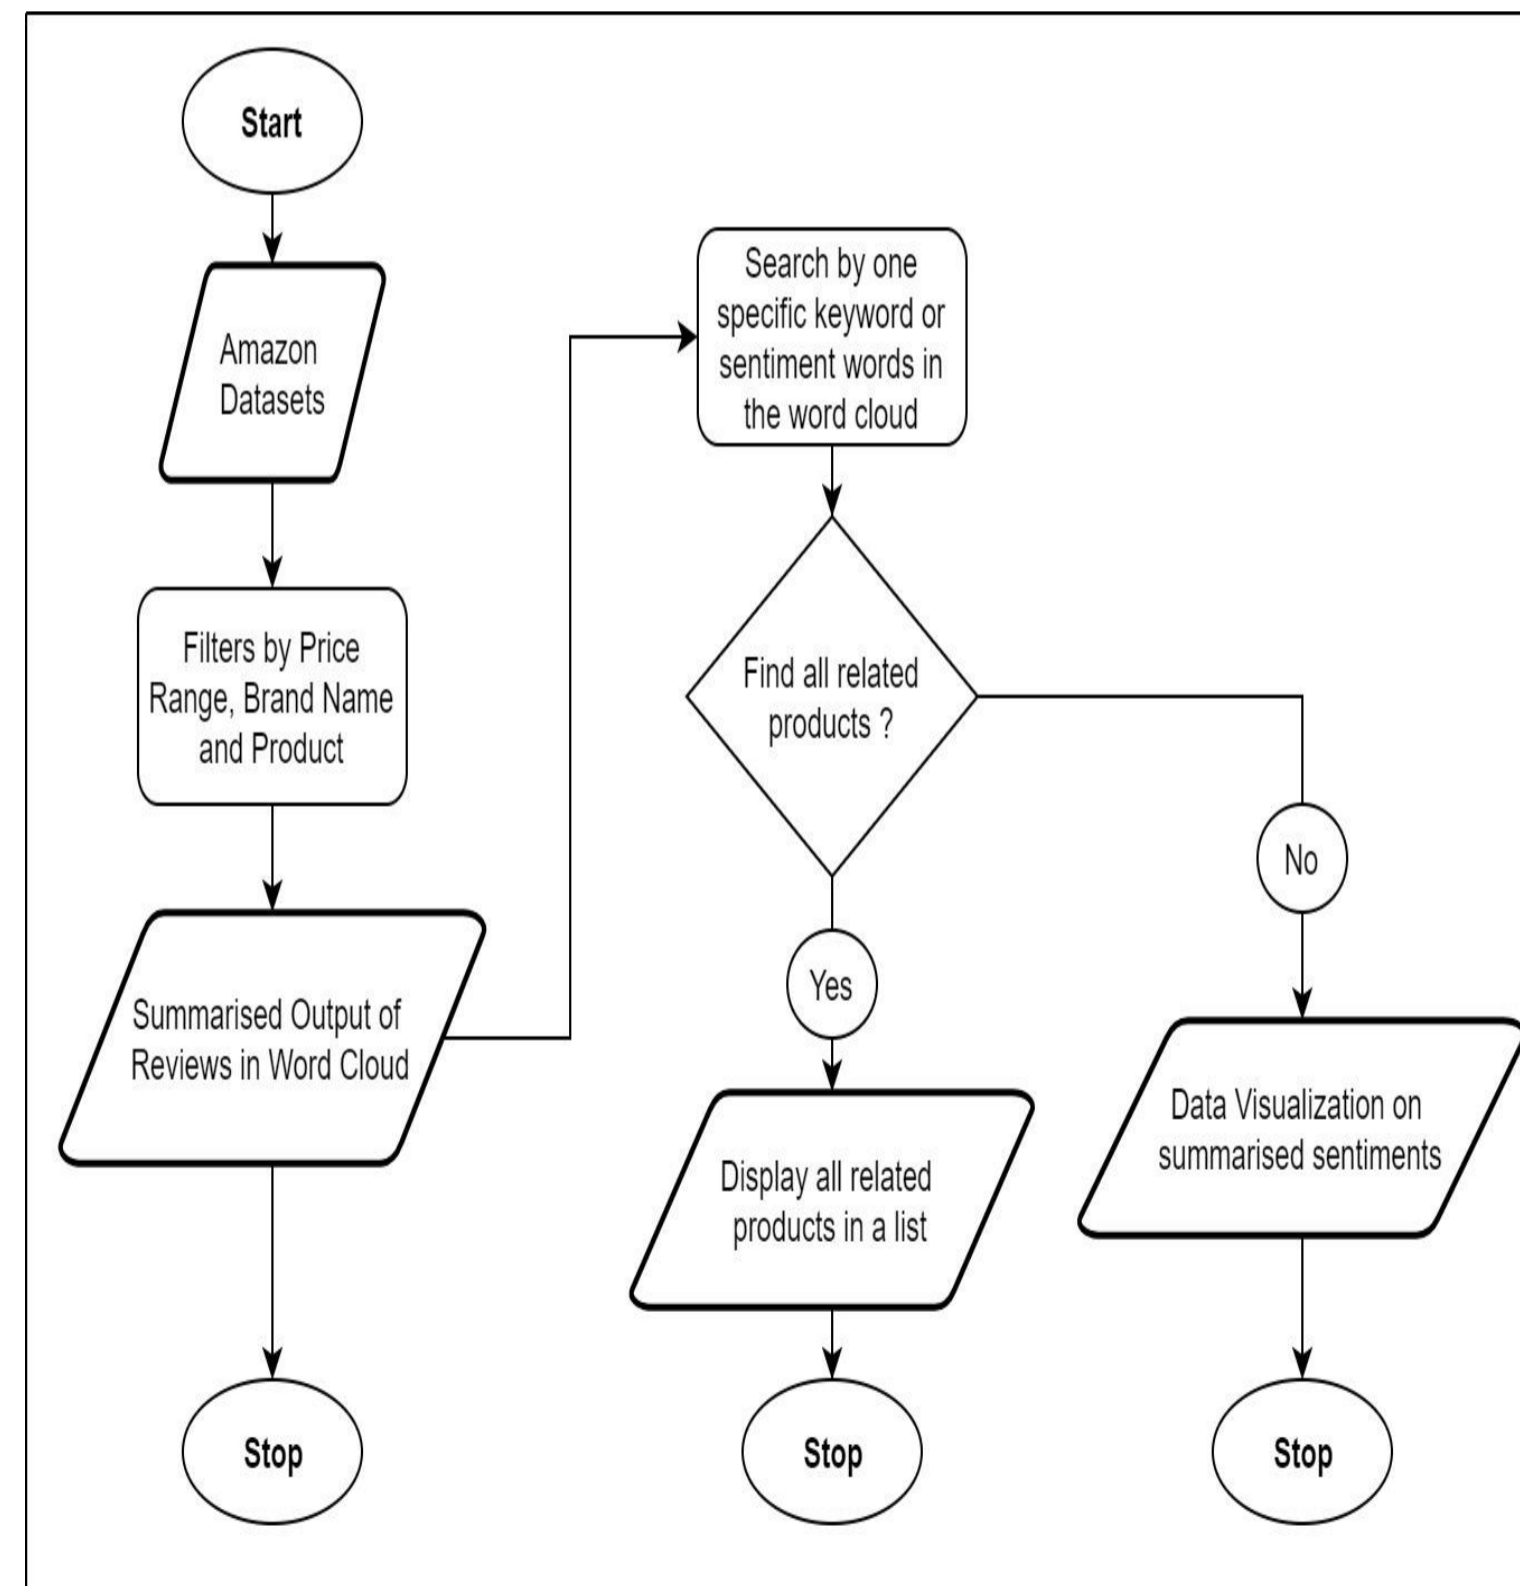 Start
Amazon
Datasets
Filters by Price
Range, Brand Name
and Product
Summarised Output of
Reviews in Word Cloud
Stop
Search by one
specific keyword or
sentiment words in
the word cloud
Find all related
products ?
Yes
Display all related
products in a list
Stop
No
Data Visualization on
summarised sentiments
Stop